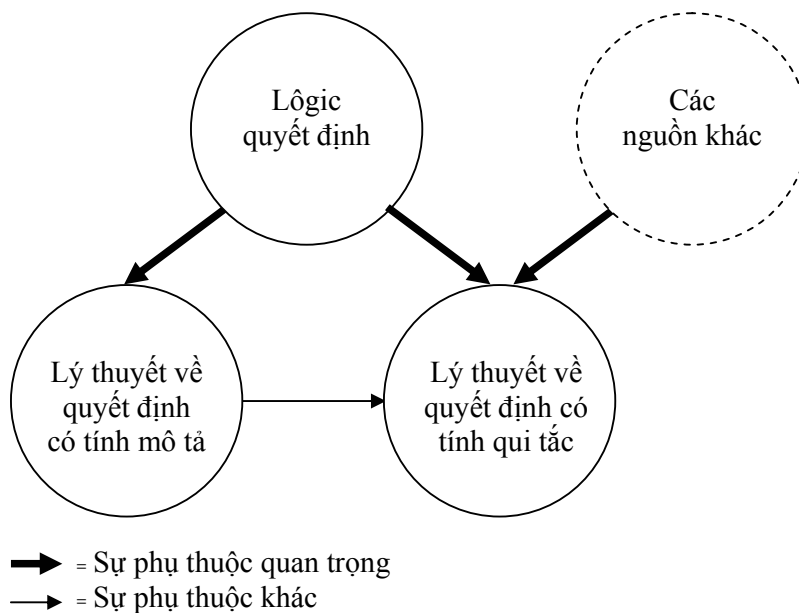 Lôgic
quyết định
Các
nguồn khác
Lý thuyết về
quyết định
có tính mô tả
Lý thuyết về
quyết định có
tính qui tắc
= Sự phụ thuộc quan trọng
= Sự phụ thuộc khác